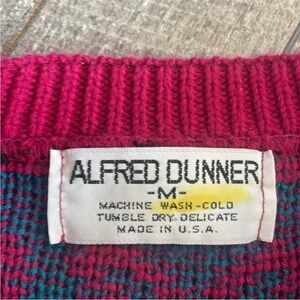 ALFRED DUNNER
-M-
MACHINE WASH-COLD
TUMBLE DRY DELICATE
MADE IN U.S.A.